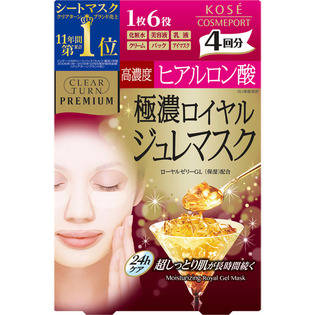 シートマスク
クリアターン ブランド売上
11年間
累計
第1位
1枚6役
化粧水 美容液 乳液
クリーム パック アイマスク
KOSÉ
COSMEPORT
4回分
CLEAR
TURN
PREMIUM
高濃度 ヒアルロン酸
極濃ロイヤル
ジュレマスク
ローヤルゼリーGL(保湿)配合
24h
ケア
超しっとり肌が長時間続く
Moisturizing Royal Gel Mask